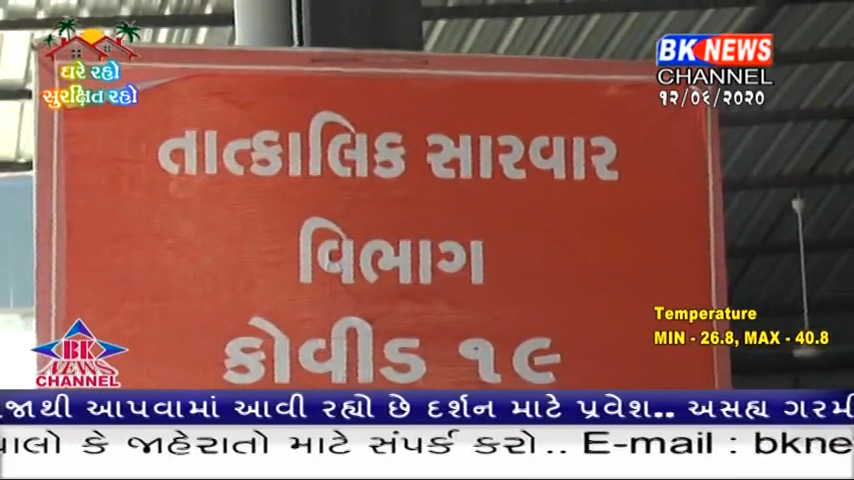 ઘરે રહો
સુરક્ષિત રહો
BK NEWS
CHANNEL
૧૨/૦૬/૨૦૨૦
તાત્કાલિક સારવાર
વિભાગ
કોવીડ ૧૯
Temperature
MIN - 26.8, MAX - 40.8
BK
NEWS
CHANNEL
આપવામાં આવી રહ્યો છે દર્શન માટે પ્રવેશ.. અસહ્ય ગરમી
કે જાહેરાતો માટે સંપર્ક કરો.. E-mail : bkne